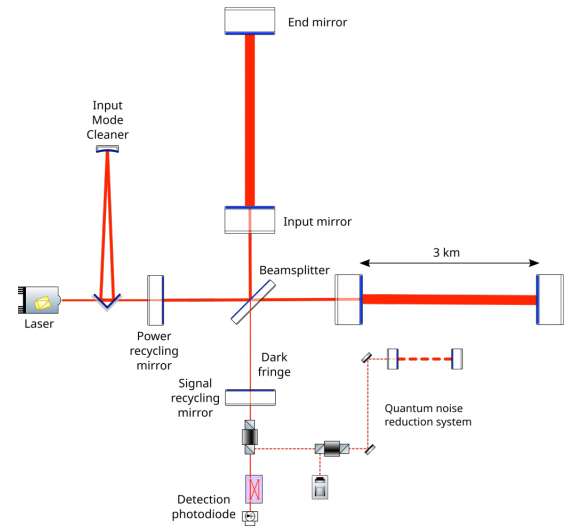 End mirror
Input
Mode
Cleaner
Input mirror
3 km
Beamsplitter
Laser
Power
recycling
mirror
Dark
fringe
Signal
recycling
mirror
Quantum noise
reduction system
Detection
photodiode